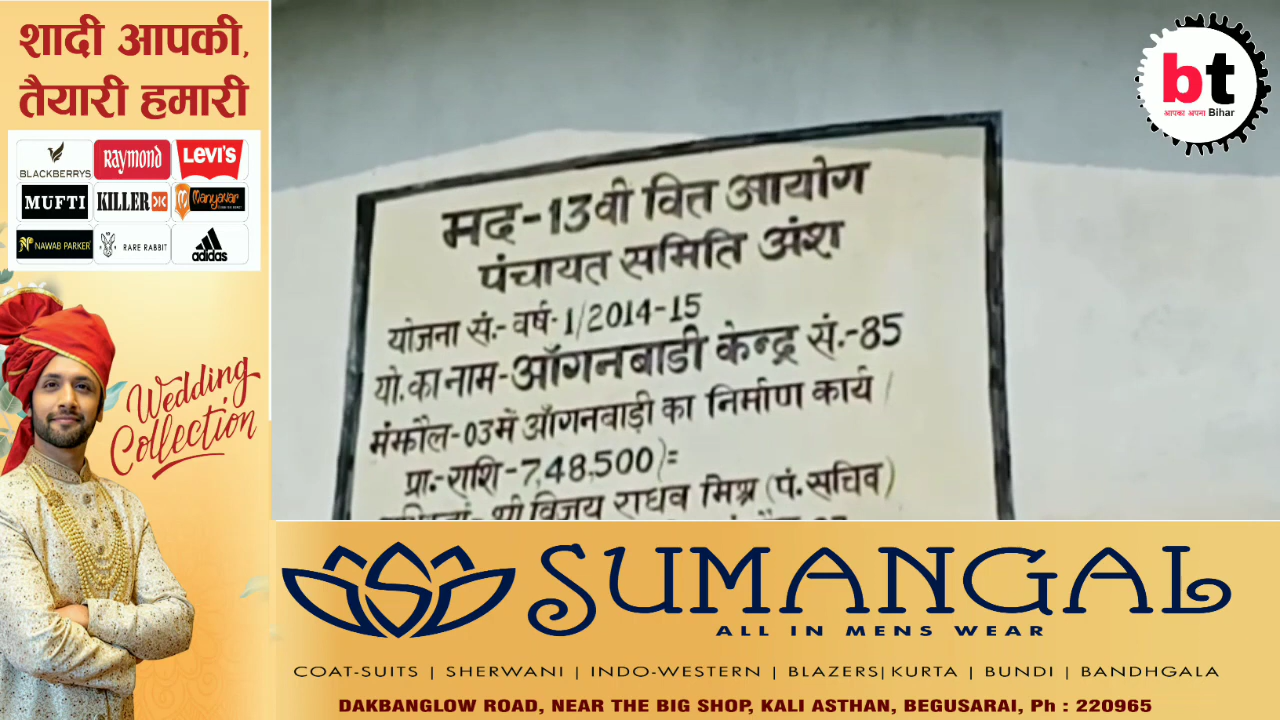 शादी आपकी,
तैयारी हमारी
BLACKBERRYS
RAYMOND
LEVI'S
MUFTI
KILLER
Manyavar
NAWAB PARKER
RARE RABBIT
adidas
Wedding
Collection
bt
आपका अपना Bihar
मद-13वी वित आयोग
पंचायत समिति अंश
योजना सं.- वर्ष-1/2014-15
यो.का नाम-आँगनबाडी केन्द्र सं.-85
मंझौल-03में आँगनबाड़ी का निर्माण कार्य /
प्रा.-राशि-7,48,500)=
श्री विजय राघव मिश्र (पं.सचिव)
SUMANGAL
ALL IN MENS WEAR
COAT-SUITS | SHERWANI | INDO-WESTERN | BLAZERS| KURTA | BUNDI | BANDHGALA
DAKBANGLOW ROAD, NEAR THE BIG SHOP, KALI ASTHAN, BEGUSARAI, Ph : 220965